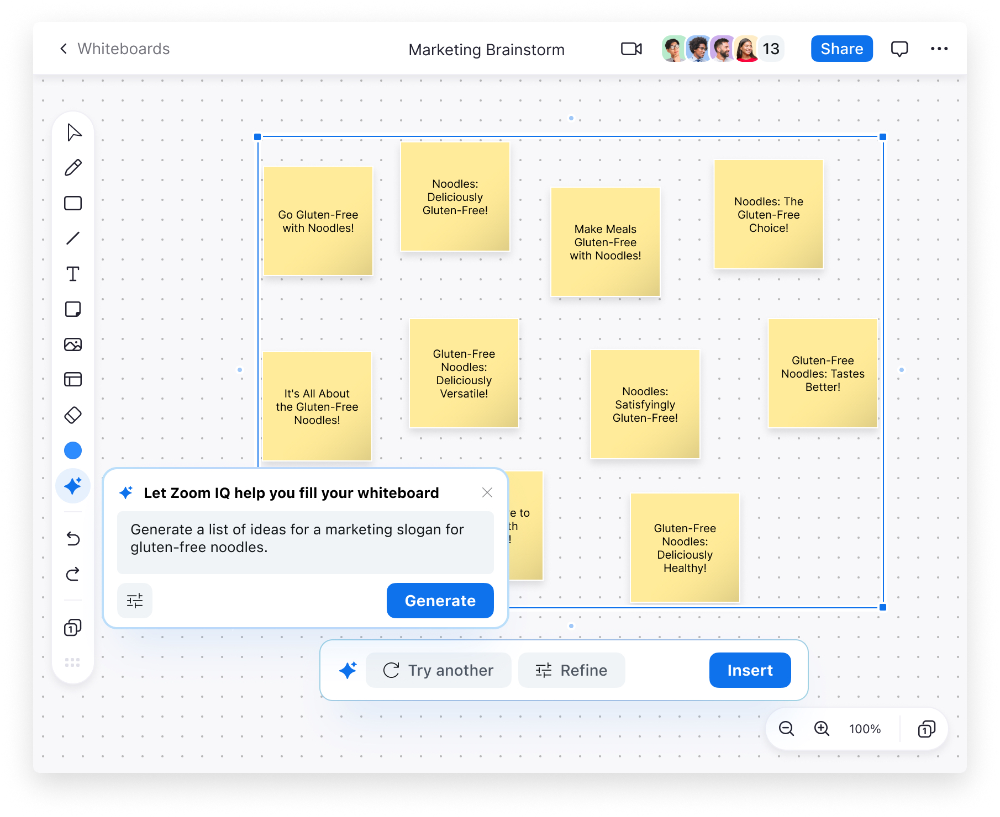 Whiteboards
Marketing Brainstorm
13
Share
Go Gluten-Free
with Noodles!
Noodles:
Deliciously
Gluten-Free!
Make Meals
Gluten-Free
with Noodles!
Noodles: The
Gluten-Free
Choice!
It's All About
the Gluten-Free
Noodles!
Gluten-Free
Noodles:
Deliciously
Versatile!
Noodles:
Satisfyingly
Gluten-Free!
Gluten-Free
Noodles: Tastes
Better!
to
!
Gluten-Free
Noodles:
Deliciously
Healthy!
Let Zoom IQ help you fill your whiteboard
Generate a list of ideas for a marketing slogan for
gluten-free noodles.
Generate
1
Try another
Refine
Insert
100%
1